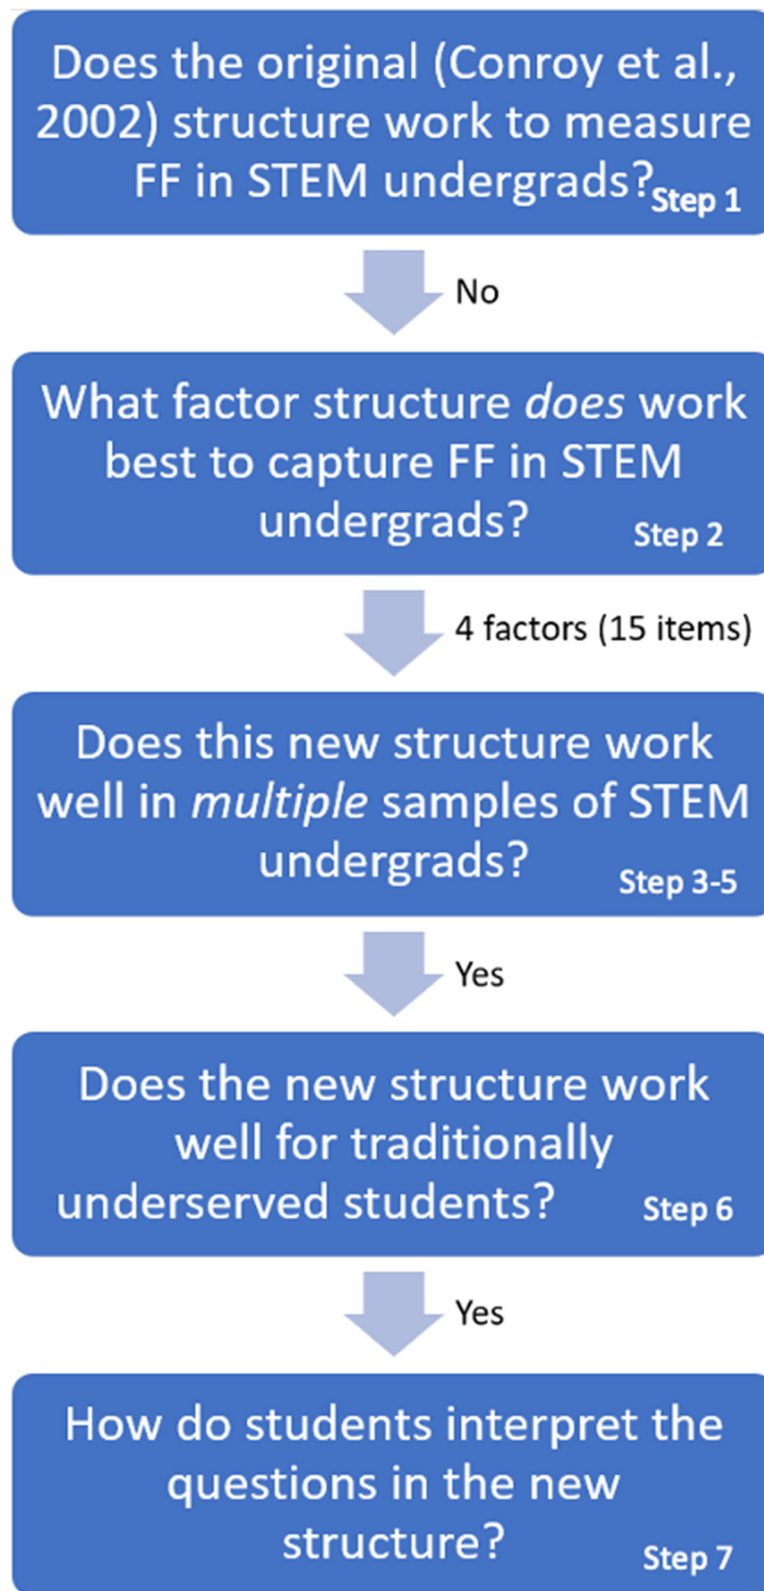 Does the original (Conroy et al.,
2002) structure work to measure
FF in STEM undergrads?
Step 1
No
What factor structure does work
best to capture FF in STEM
undergrads?
Step 2
4 factors (15 items)
Does this new structure work
well in multiple samples of STEM
undergrads?
Step 3-5
Yes
Does the new structure work
well for traditionally
underserved students?
Step 6
Yes
How do students interpret the
questions in the new
structure?
Step 7